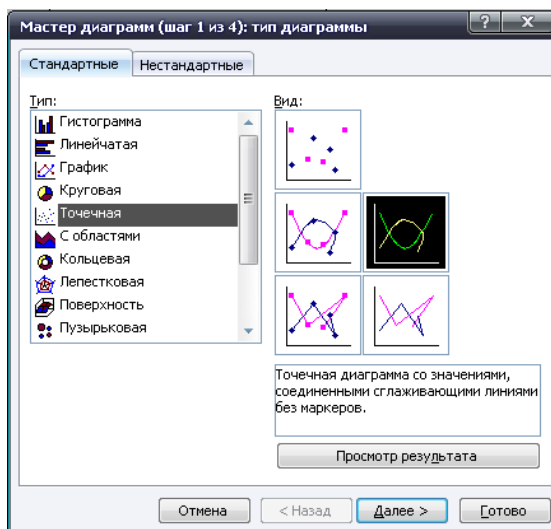 Мастер диаграмм (шаг 1 из 4): тип диаграммы
Стандартные Нестандартные
Тип:
Гистограмма
Линейчатая
График
Круговая
Точечная
С областями
Кольцевая
Лепестковая
Поверхность
Пузырьковая
Вид:
Точечная диаграмма со значениями,
соединенными сглаживающими линиями
без маркеров.
Просмотр результата
Отмена < Назад Далее > Готово